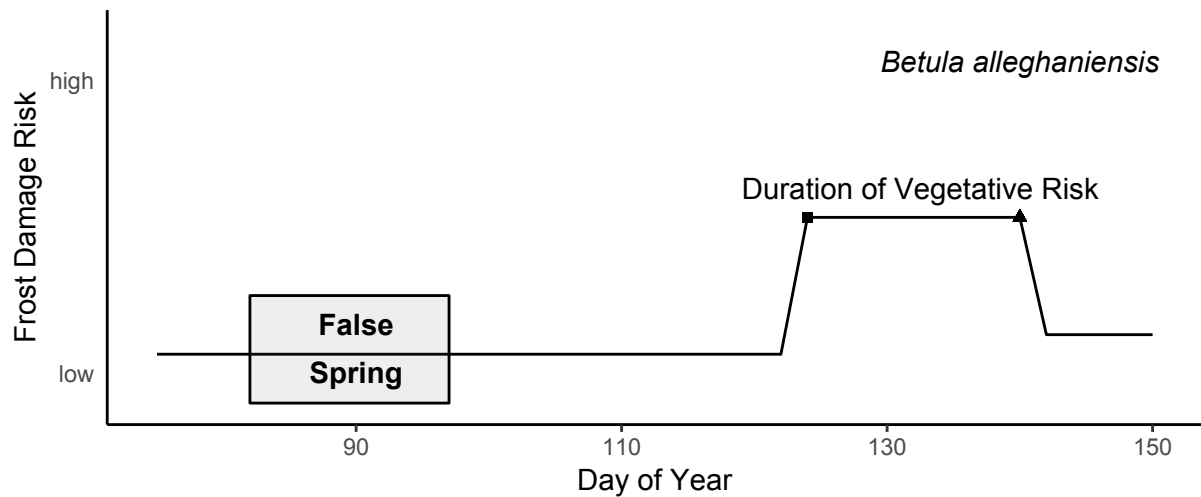 Betula alleghaniensis
high
Frost Damage Risk
Duration of Vegetative Risk
False
Spring
low
90 110 130 150
Day of Year